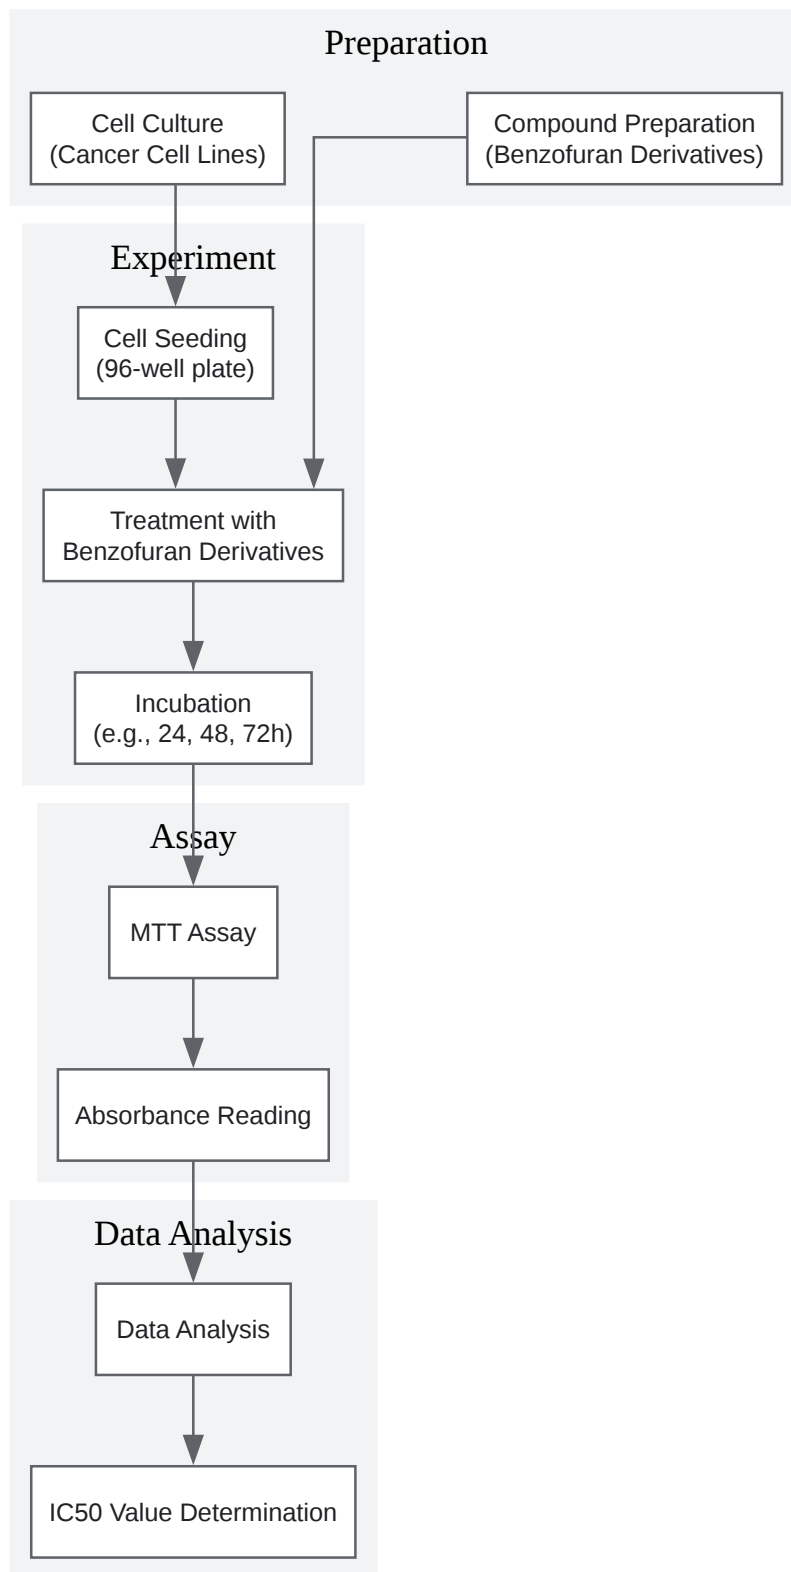 Preparation
Cell Culture
(Cancer Cell Lines)
Compound Preparation
(Benzofuran Derivatives)
Experiment
Cell Seeding
(96-well plate)
Treatment with
Benzofuran Derivatives
Incubation
(e.g., 24, 48, 72h)
Assay
MTT Assay
Absorbance Reading
Data Analysis
Data Analysis
IC50 Value Determination